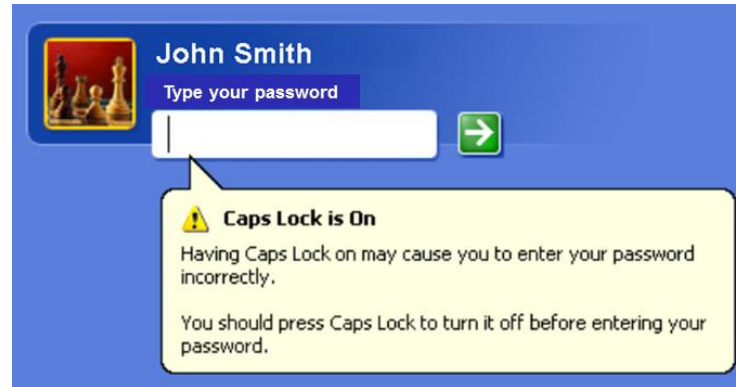 John Smith
Type your password
Caps Lock is On
Having Caps Lock on may cause you to enter your password
incorrectly.
You should press Caps Lock to turn it off before entering your
password.